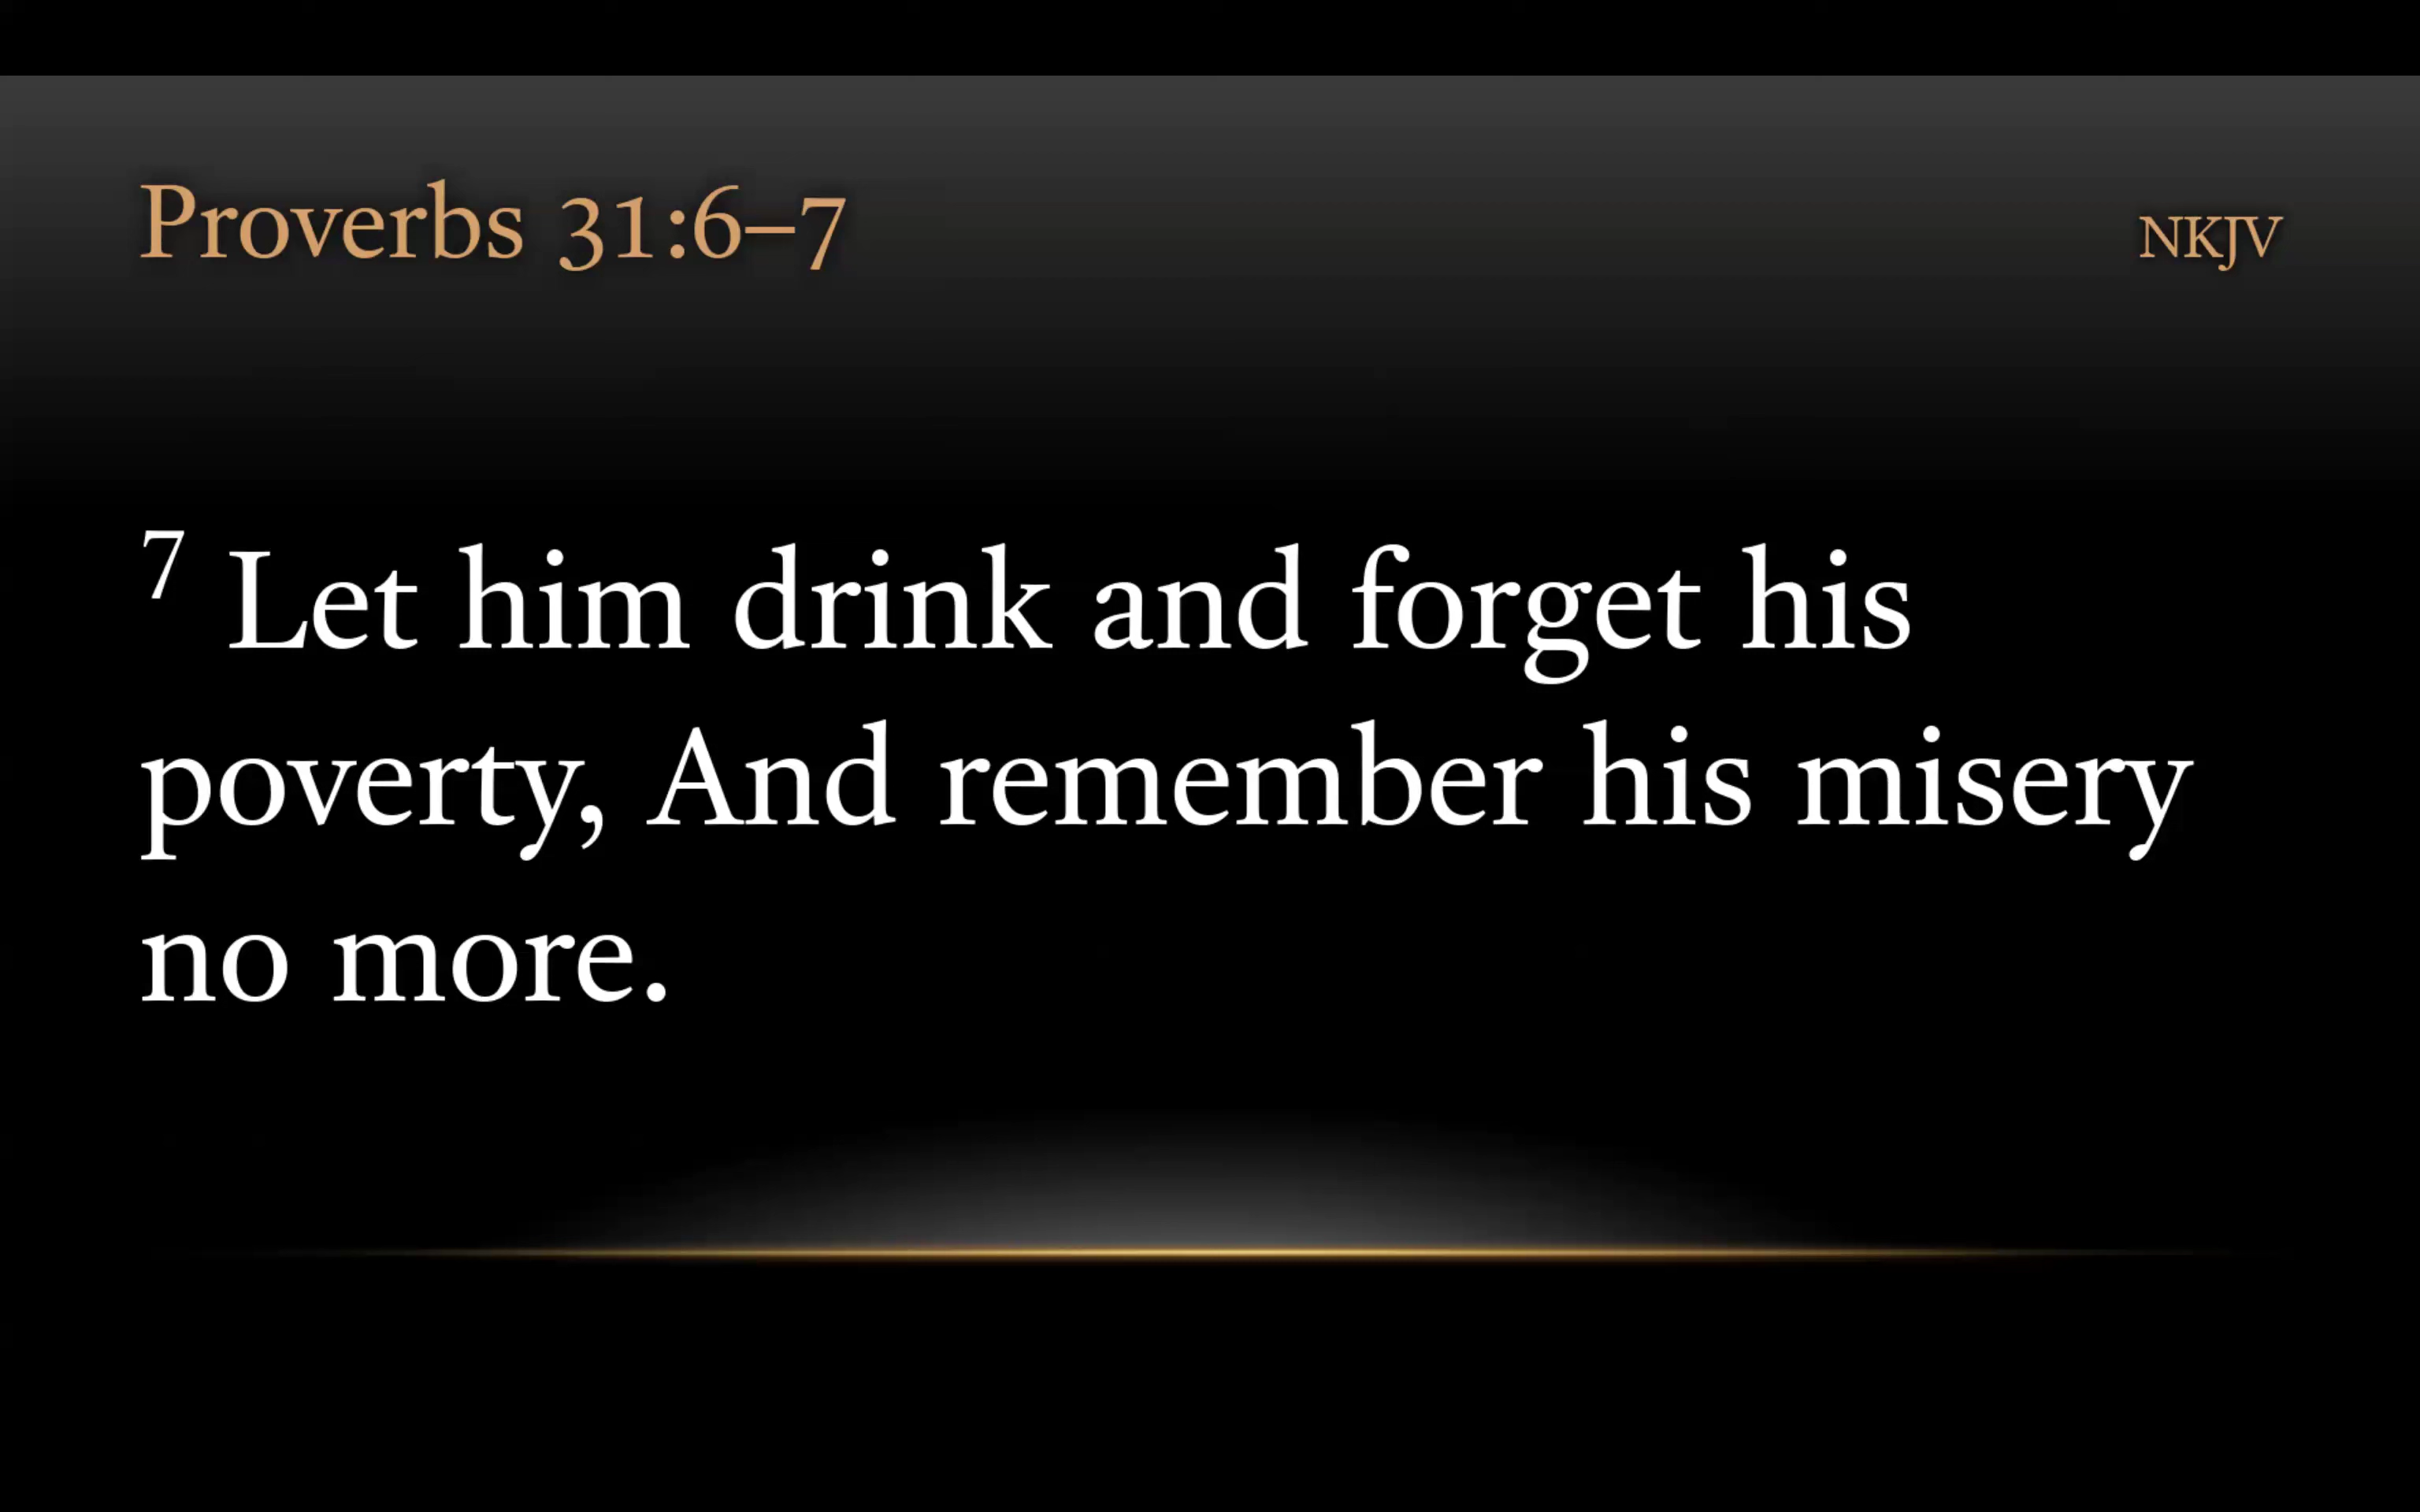 Proverbs 31:6–7
NKJV
7 Let him drink and forget his
poverty, And remember his misery
no more.